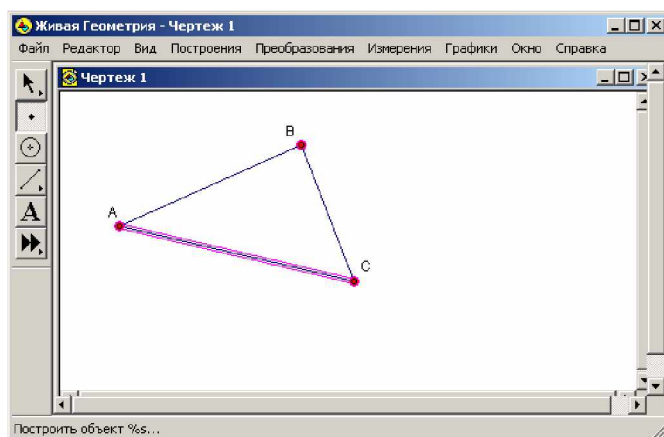 Живая Геометрия - Чертеж 1
Файл Редактор Вид Построения Преобразования Измерения Графики Окно Справка
Чертеж 1
B
A
C
A
Построить объект %s...